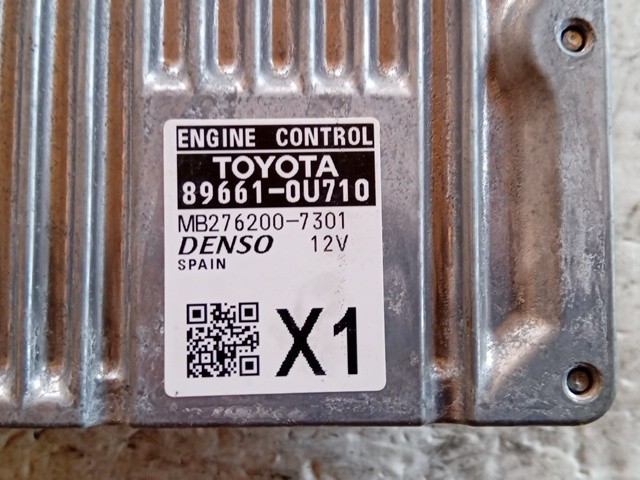 ENGINE CONTROL
TOYOTA
89661-0U710
MB276200-7301
DENSO 12V
SPAIN
X1